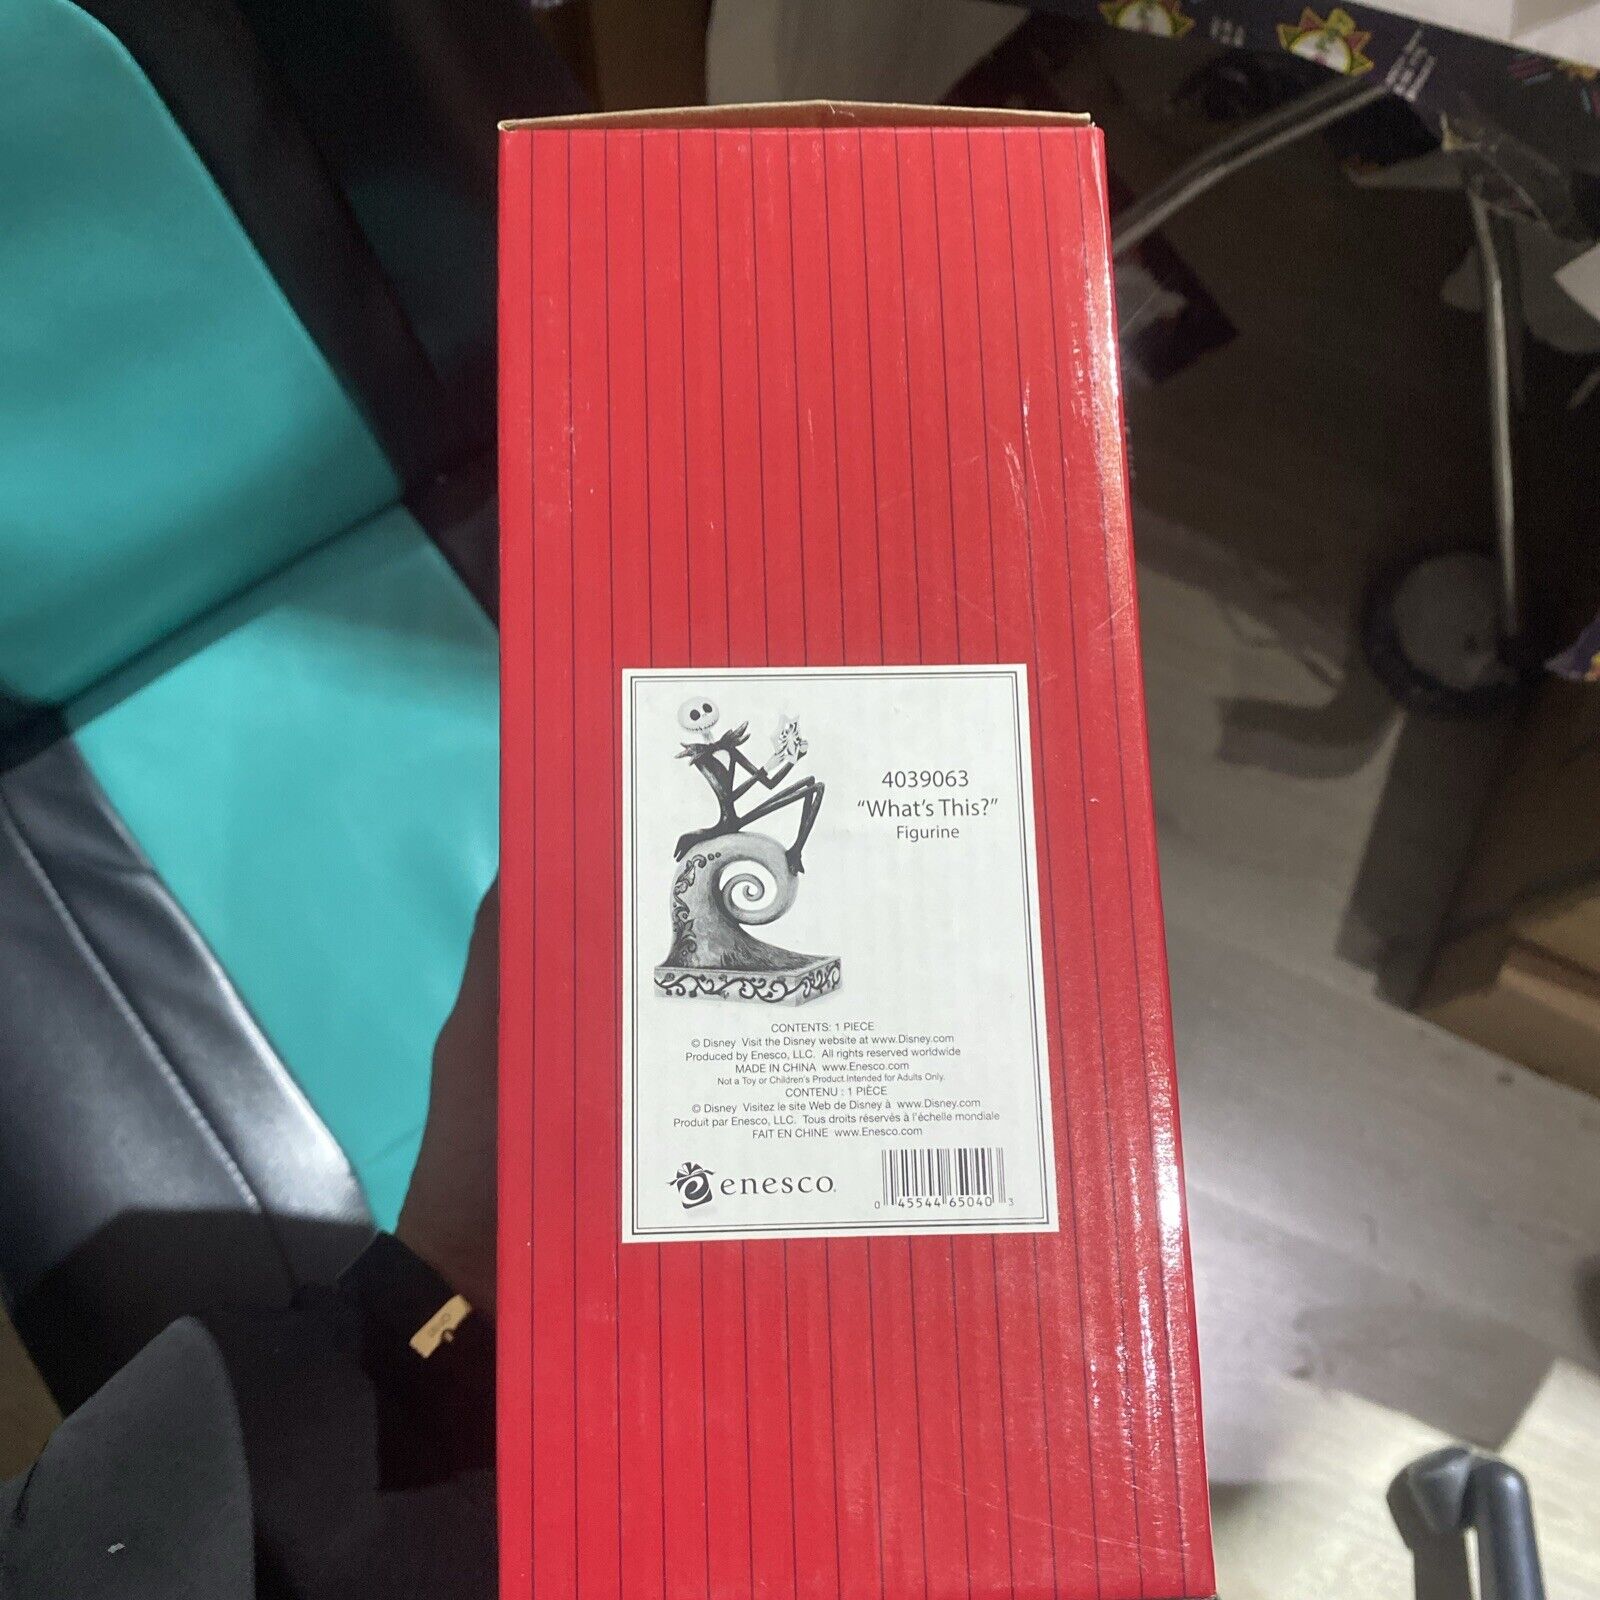 4039063
“What’s This?”
Figurine
CONTENTS: 1 PIECE
© Disney Visit the Disney website at www.Disney.com
Produced by Enesco, LLC. All rights reserved worldwide
MADE IN CHINA www.Enesco.com
Not a Toy or Children's Product.Intended for Adults Only.
CONTENU : 1 PIÈCE
© Disney Visitez le site Web de Disney à www.Disney.com
Produit par Enesco, LLC. Tous droits réservés à l'échelle mondiale
FAIT EN CHINE www.Enesco.com
enesco.
0 45544 65040 3